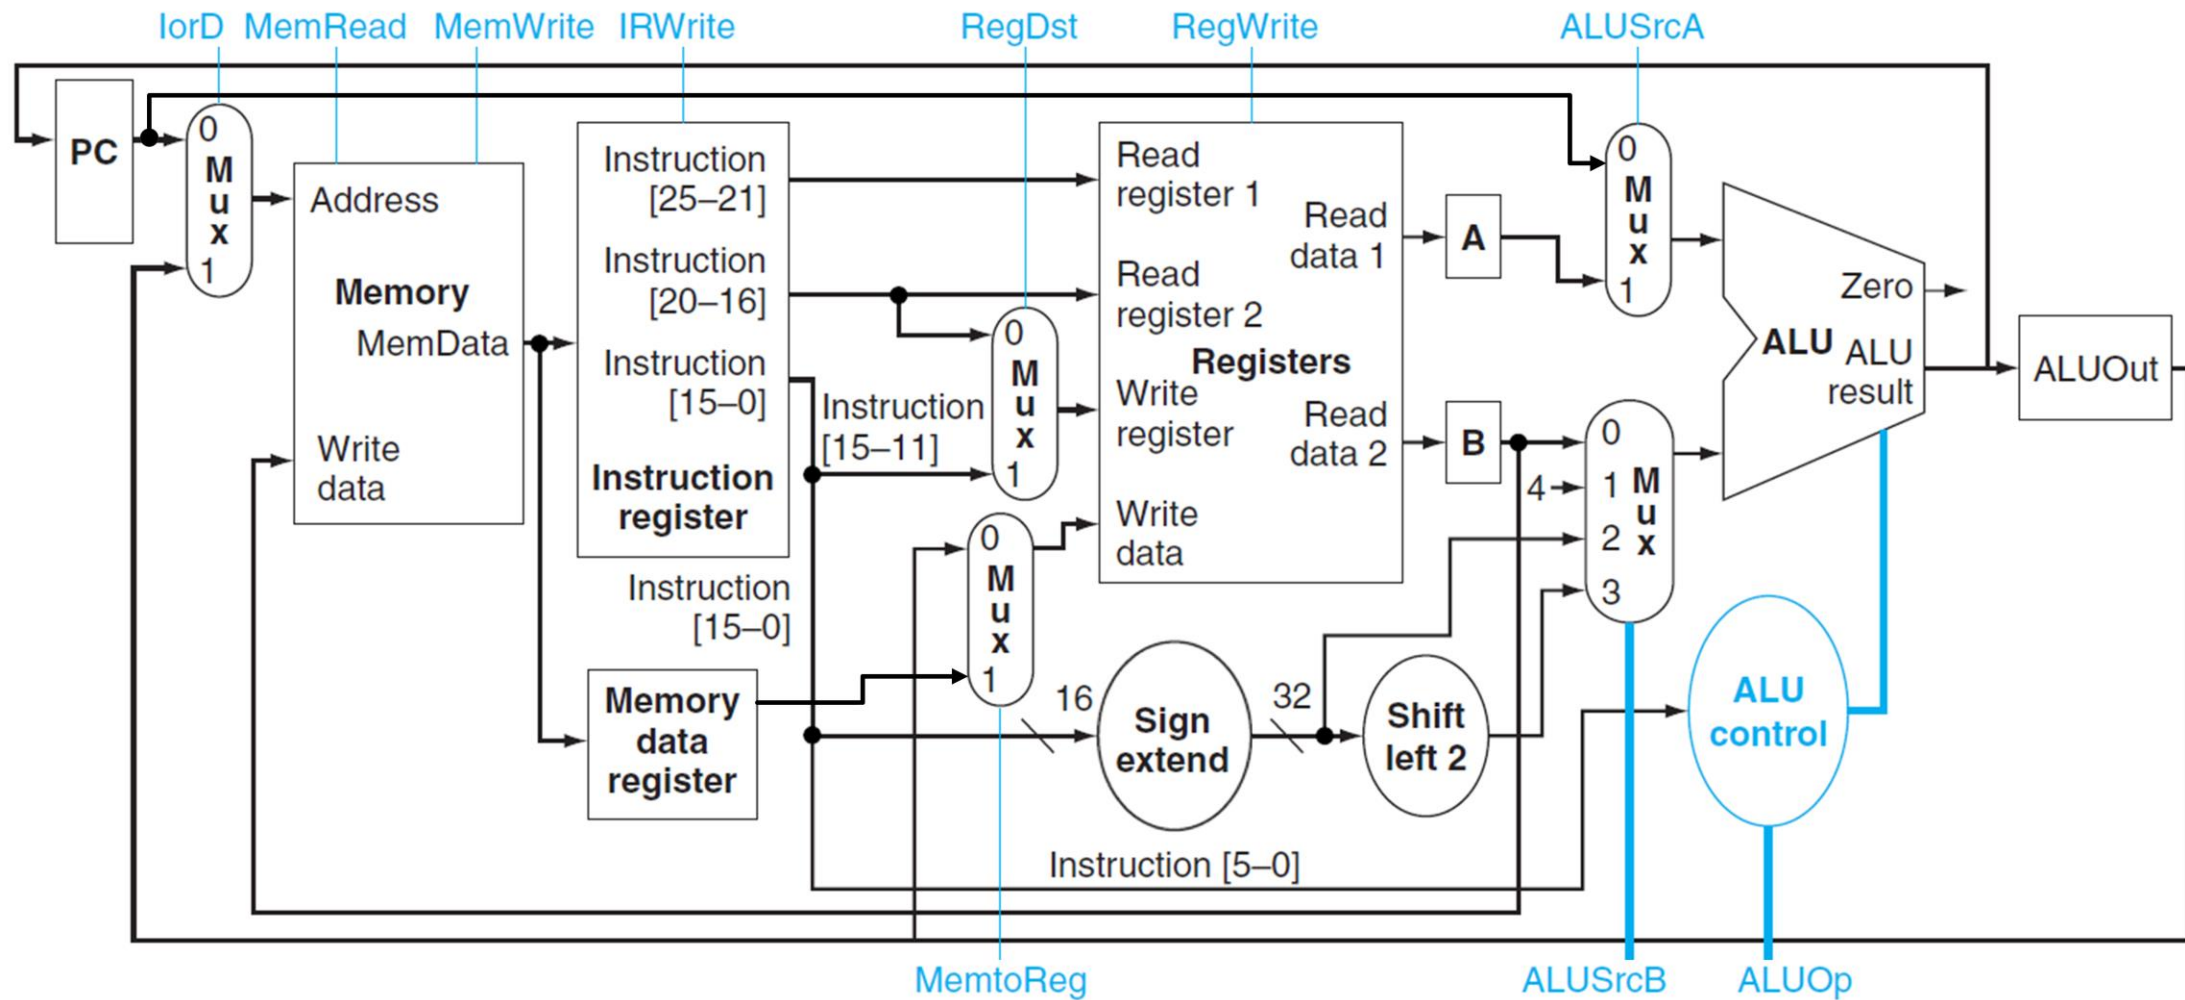 IorD MemRead MemWrite IRWrite RegDst RegWrite ALUSrcA
PC
0
M
u
x
1
Address
Memory
MemData
Write
data
Instruction
[25–21]
Instruction
[20–16]
Instruction
[15–0]
Instruction
register
Instruction
[15–0]
Memory
data
register
Instruction
[15–11]
0
M
u
x
1
0
M
u
x
1
Read
register 1
Read
register 2
Registers
Write
register
Write
data
Read
data 1
Read
data 2
16
Sign
extend
32
Shift
left 2
A
B
4
0
M
u
x
1
0
1 M
u
2 x
3
Zero
ALU
ALU
result
ALUOut
ALU
control
Instruction [5–0]
MemtoReg ALUSrcB ALUOp